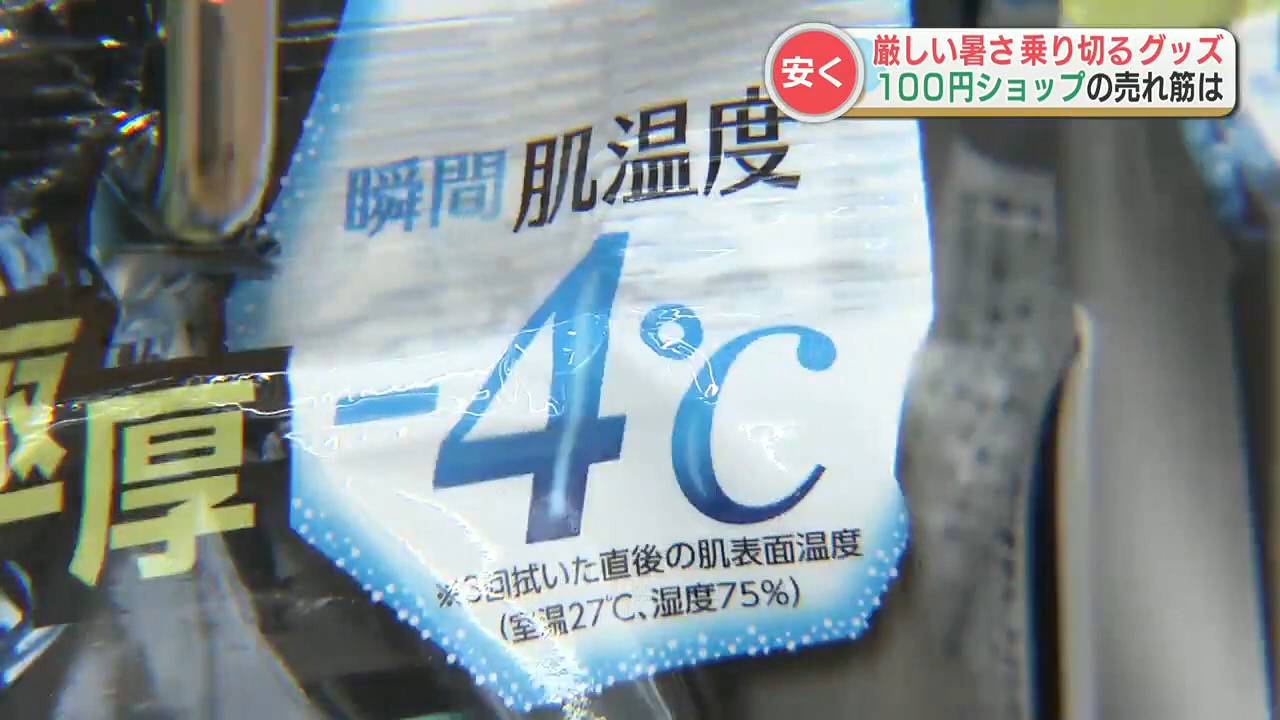 安く
厳しい暑さ乗り切るグッズ
100円ショップの売れ筋は
瞬間 肌温度
-4℃
※3回拭いた直後の肌表面温度
(室温27℃、湿度75%)
極厚